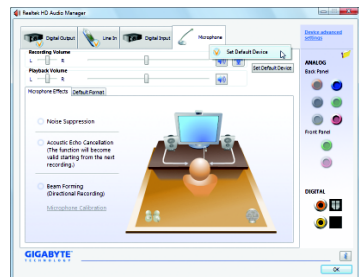 Realtek HD Audio Manager
Digital Output
Line In
Digital Input
Microphone
Device advanced
settings
Set Default Device
Recording Volume
L
R
Set Default Device
Playback Volume
L
R
ANALOG
Back Panel
Microphone Effects
Default Format
Noise Suppression
Acoustic Echo Cancellation
(The function will become
valid starting from the next
recording.)
Front Panel
Beam Forming
(Directional Recording)
Microphone Calibration
DIGITAL
GIGABYTE
TECHNOLOGY
i
OK